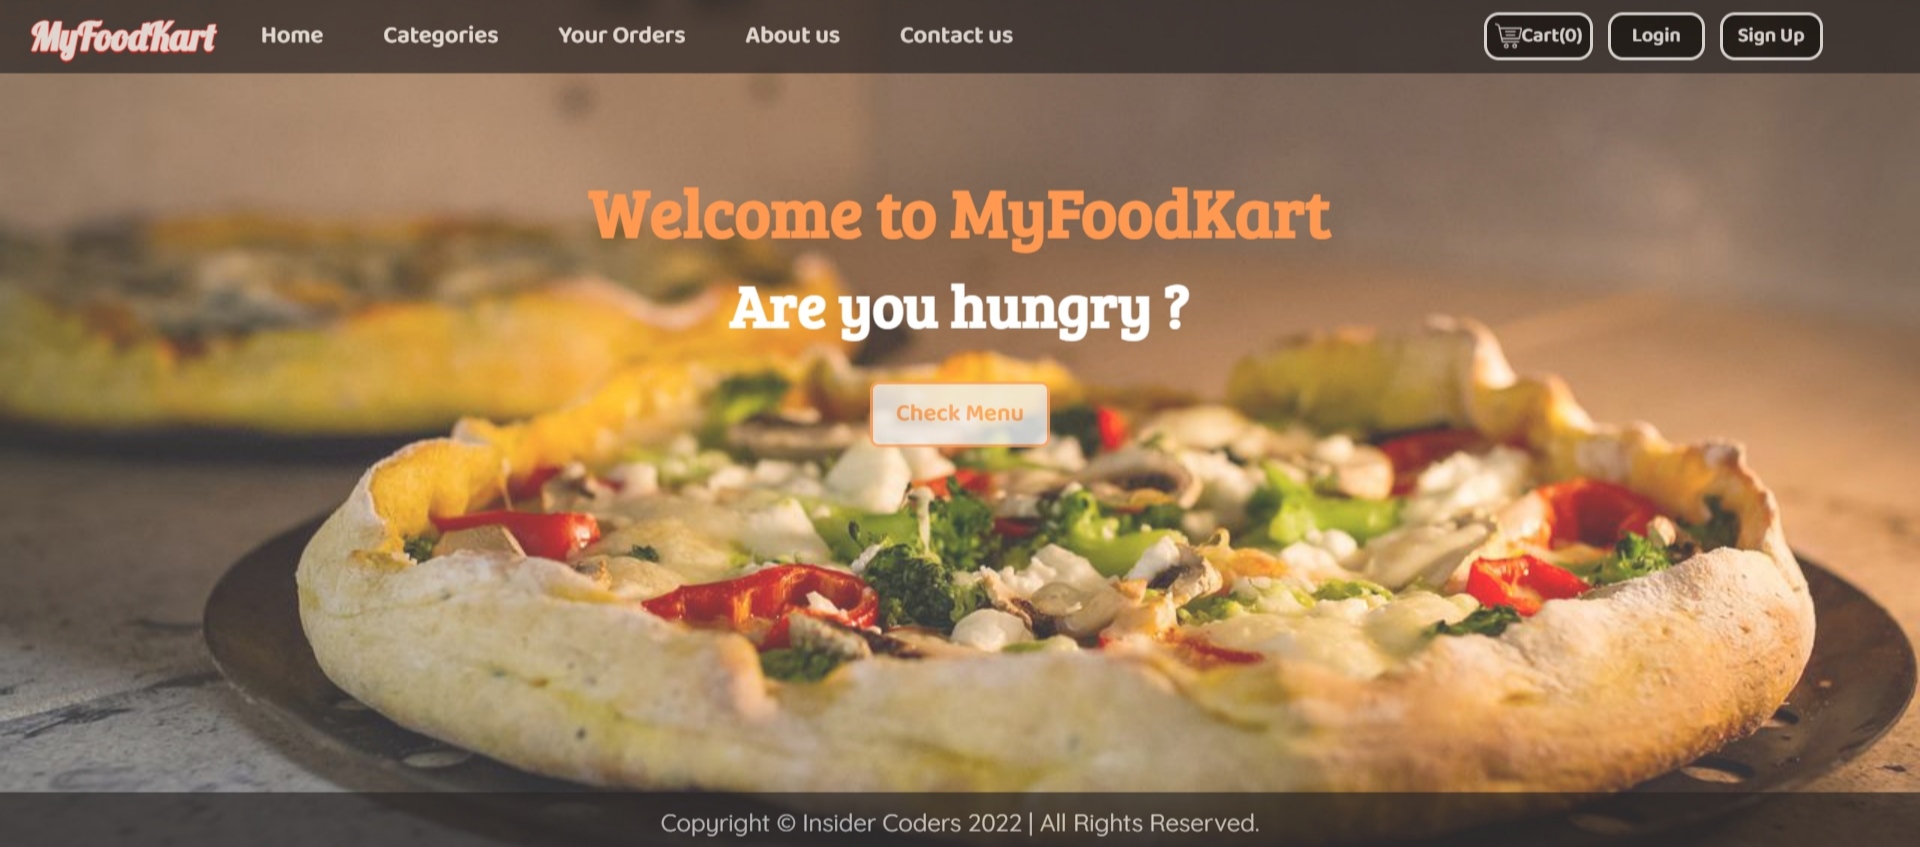 MyFoodKart Home Categories Your Orders About us Contact us Cart(0) Login Sign Up
Welcome to MyFoodKart
Are you hungry ?
Check Menu
Copyright © Insider Coders 2022 | All Rights Reserved.